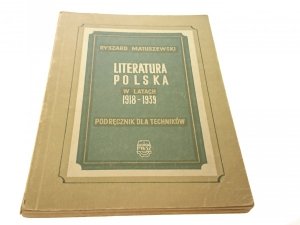 RYSZARD MATUSZEWSKI
LITERATURA
POLSKA
W LATACH
1918-1939
PODRĘCZNIK DLA TECHNIKÓW